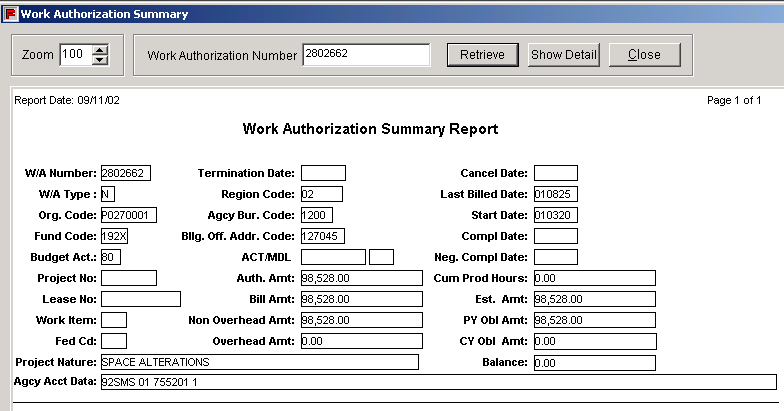 Work Authorization Summary
Zoom 100 Work Authorization Number 2802662 Retrieve Show Detail Close
Report Date: 09/11/02 Page 1 of 1
Work Authorization Summary Report
W/A Number: 2802662 Termination Date: Cancel Date:
W/A Type : N Region Code: 02 Last Billed Date: 010825
Org. Code: P0270001 Agcy Bur. Code: 1200 Start Date: 010320
Fund Code: 192X Bllg. Off. Addr. Code: 127045 Compl Date:
Budget Act.: 80 ACT/MDL Neg. Compl Date:
Project No: Auth. Amt: 98,528.00 Cum Prod Hours: 0.00
Lease No: Bill Amt: 98,528.00 Est. Amt: 98,528.00
Work Item: Non Overhead Amt: 98,528.00 PY Obl Amt: 98,528.00
Fed Cd: Overhead Amt: 0.00 CY Obl Amt: 0.00
Project Nature: SPACE ALTERATIONS Balance: 0.00
Agcy Acct Data: 92SMS 01 755201 1